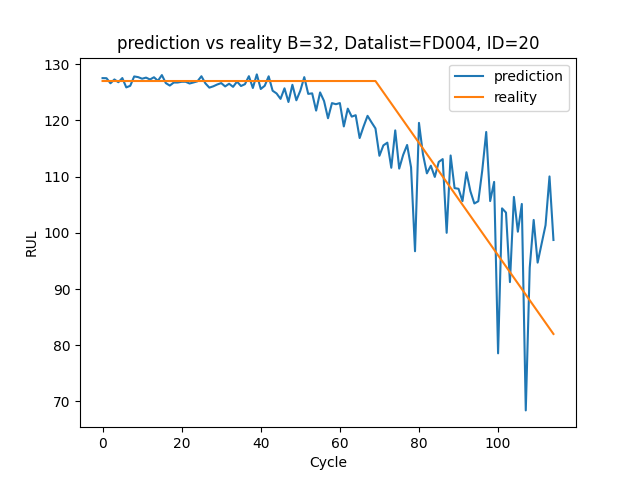 prediction vs reality B=32, Datalist=FD004, ID=20
prediction
reality
130
120
110
100
90
80
70
RUL
0 20 40 60 80 100
Cycle